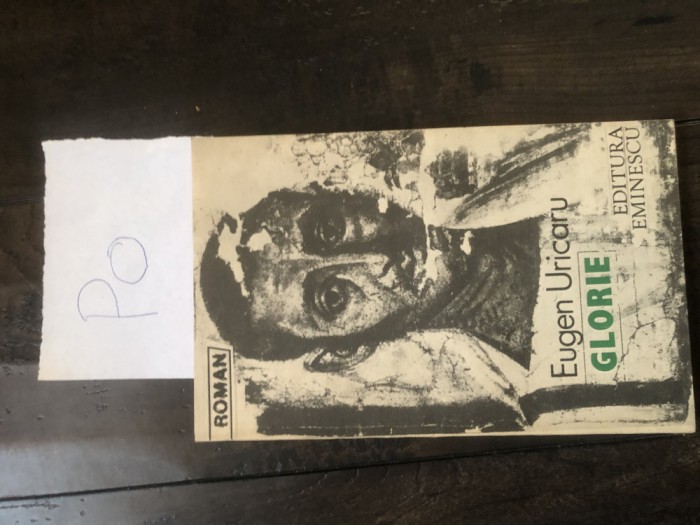 PO
ROMAN
Eugen Uricaru
GLORIE
EDITURA
EMINESCU